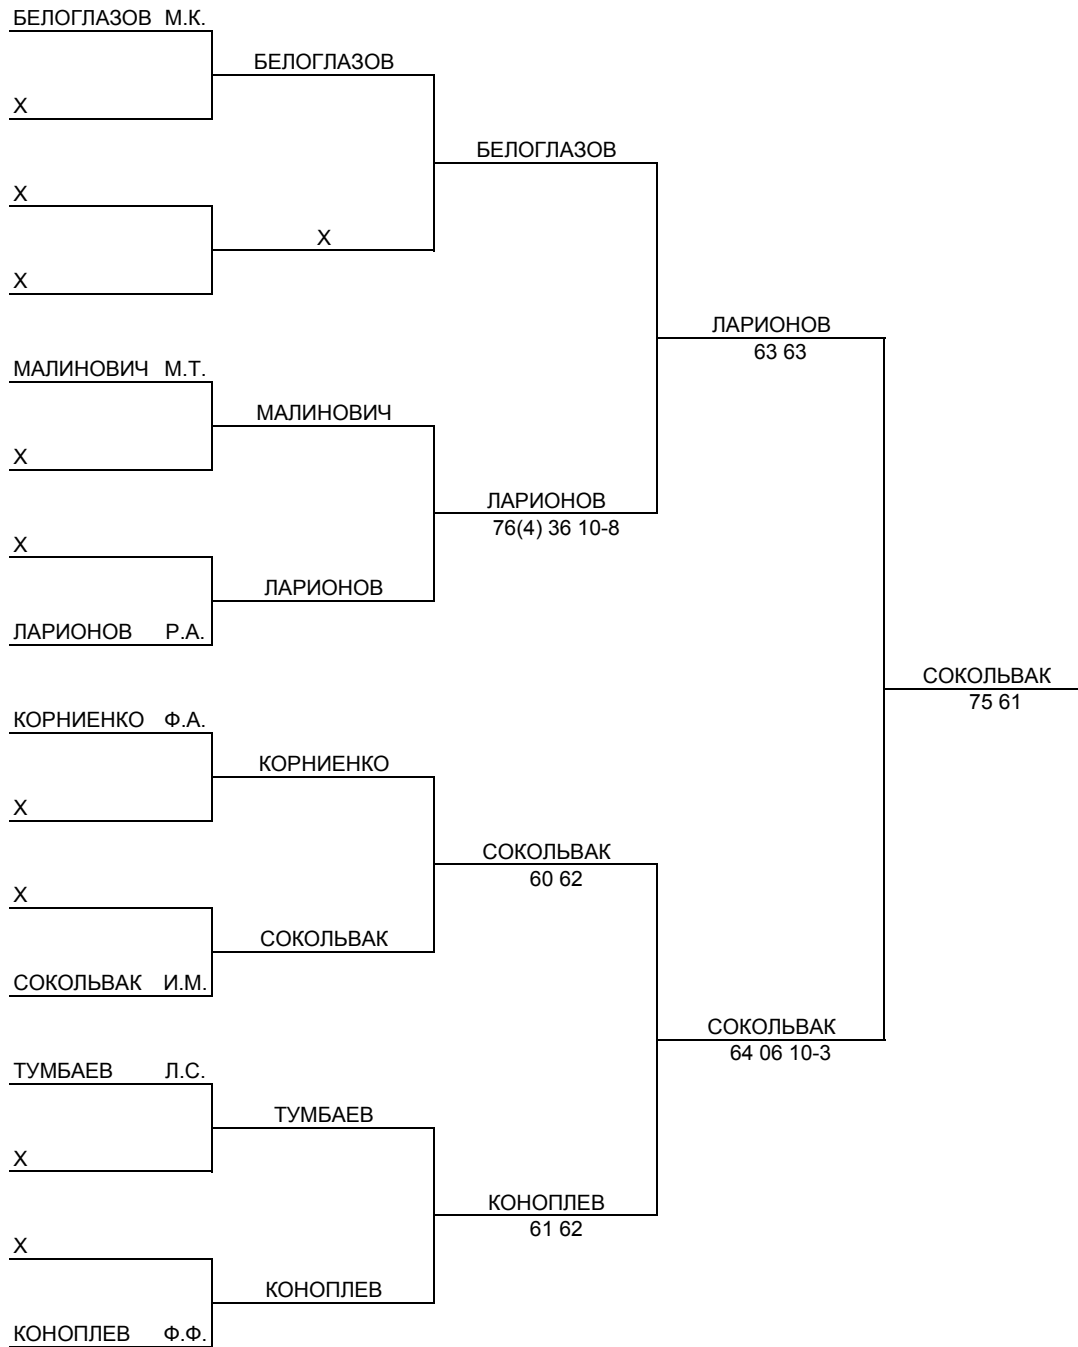 БЕЛОГЛАЗОВ М.К.
БЕЛОГЛАЗОВ
Х
БЕЛОГЛАЗОВ
Х
Х
Х
ЛАРИОНОВ
63 63
МАЛИНОВИЧ М.Т.
МАЛИНОВИЧ
Х
ЛАРИОНОВ
76(4) 36 10-8
Х
ЛАРИОНОВ
ЛАРИОНОВ Р.А.
СОКОЛЬВАК
75 61
КОРНИЕНКО Ф.А.
КОРНИЕНКО
Х
СОКОЛЬВАК
60 62
Х
СОКОЛЬВАК
СОКОЛЬВАК И.М.
СОКОЛЬВАК
64 06 10-3
ТУМБАЕВ Л.С.
ТУМБАЕВ
Х
КОНОПЛЕВ
61 62
Х
КОНОПЛЕВ
КОНОПЛЕВ Ф.Ф.